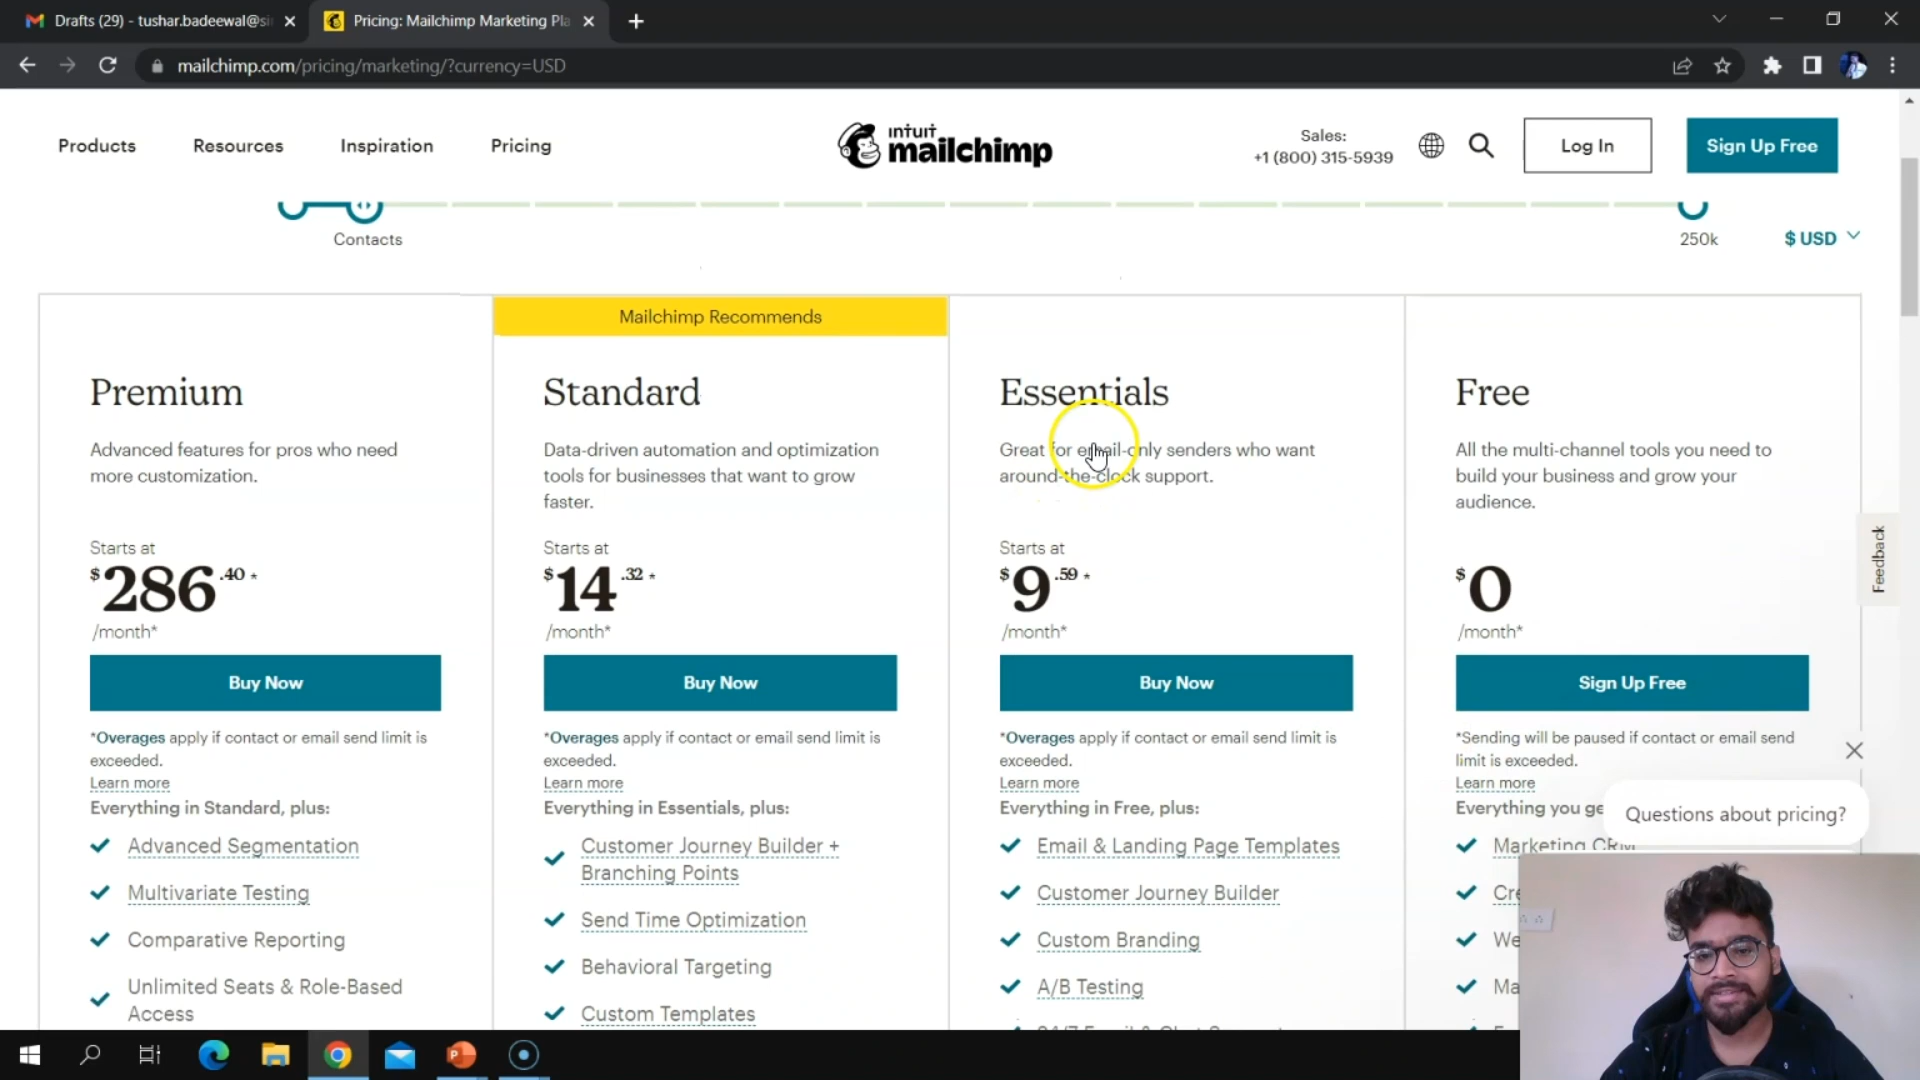 Drafts (29) - tushar.badeewal@si
Pricing: Mailchimp Marketing Pla
mailchimp.com/pricing/marketing/?currency=USD
Products
Resources
Inspiration
Pricing
INTUIT
mailchimp
Sales:
+1 (800) 315-5939
Log In
Sign Up Free
Contacts
250k
$ USD
Mailchimp Recommends
Premium
Advanced features for pros who need
more customization.
Starts at
$286.40*
/month*
Buy Now
*Overages apply if contact or email send limit is
exceeded.
Learn more
Everything in Standard, plus:
Advanced Segmentation
Multivariate Testing
Comparative Reporting
Unlimited Seats & Role-Based
Access
Standard
Data-driven automation and optimization
tools for businesses that want to grow
faster.
Starts at
$14.32*
/month*
Buy Now
*Overages apply if contact or email send limit is
exceeded.
Learn more
Everything in Essentials, plus:
Customer Journey Builder +
Branching Points
Send Time Optimization
Behavioral Targeting
Custom Templates
Essentials
Great for email-only senders who want
around-the-clock support.
Starts at
$9.59*
/month*
Buy Now
*Overages apply if contact or email send limit is
exceeded.
Learn more
Everything in Free, plus:
Email & Landing Page Templates
Customer Journey Builder
Custom Branding
A/B Testing
Free
All the multi-channel tools you need to
build your business and grow your
audience.
Starts at
$0
/month*
Sign Up Free
*Sending will be paused if contact or email send
limit is exceeded.
Learn more
Everything you ge
Marketing CRM
Cre
We
Ma
Feedback
Questions about pricing?